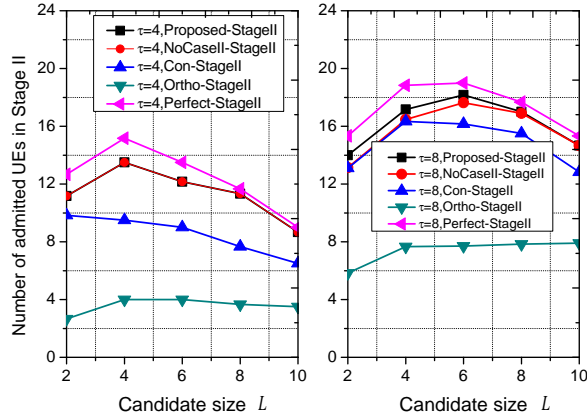 Number of admitted UEs in Stage II
24
20
16
12
8
4
0
τ=4,Proposed-StageII
τ=4,NoCaseII-StageII
τ=4,Con-StageII
τ=4,Ortho-StageII
τ=4,Perfect-StageII
2 4 6 8 10
Candidate size L
24
20
16
12
8
4
0
τ=8,Proposed-StageII
τ=8,NoCaseII-StageII
τ=8,Con-StageII
τ=8,Ortho-StageII
τ=8,Perfect-StageII
2 4 6 8 10
Candidate size L